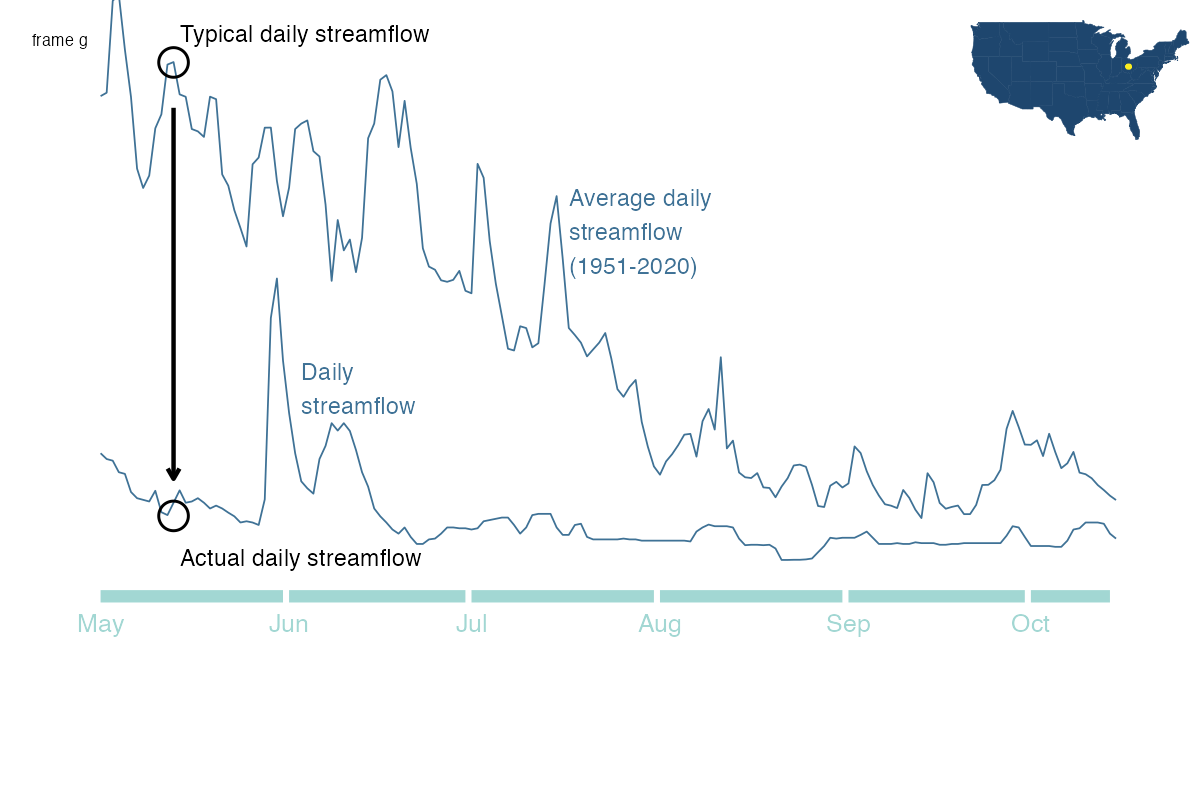 frame g
Typical daily streamflow
Average daily
streamflow
(1951-2020)
Daily
streamflow
Actual daily streamflow
May Jun Jul Aug Sep Oct